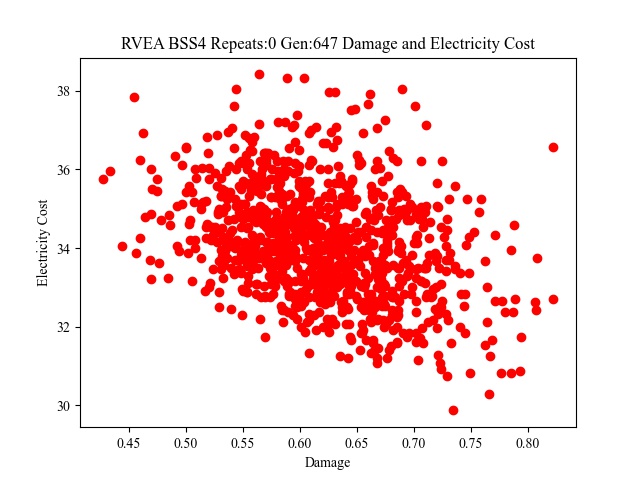 RVEA BSS4 Repeats:0 Gen:647 Damage and Electricity Cost
Electricity Cost
38
36
34
32
30
0.45 0.50 0.55 0.60 0.65 0.70 0.75 0.80
Damage